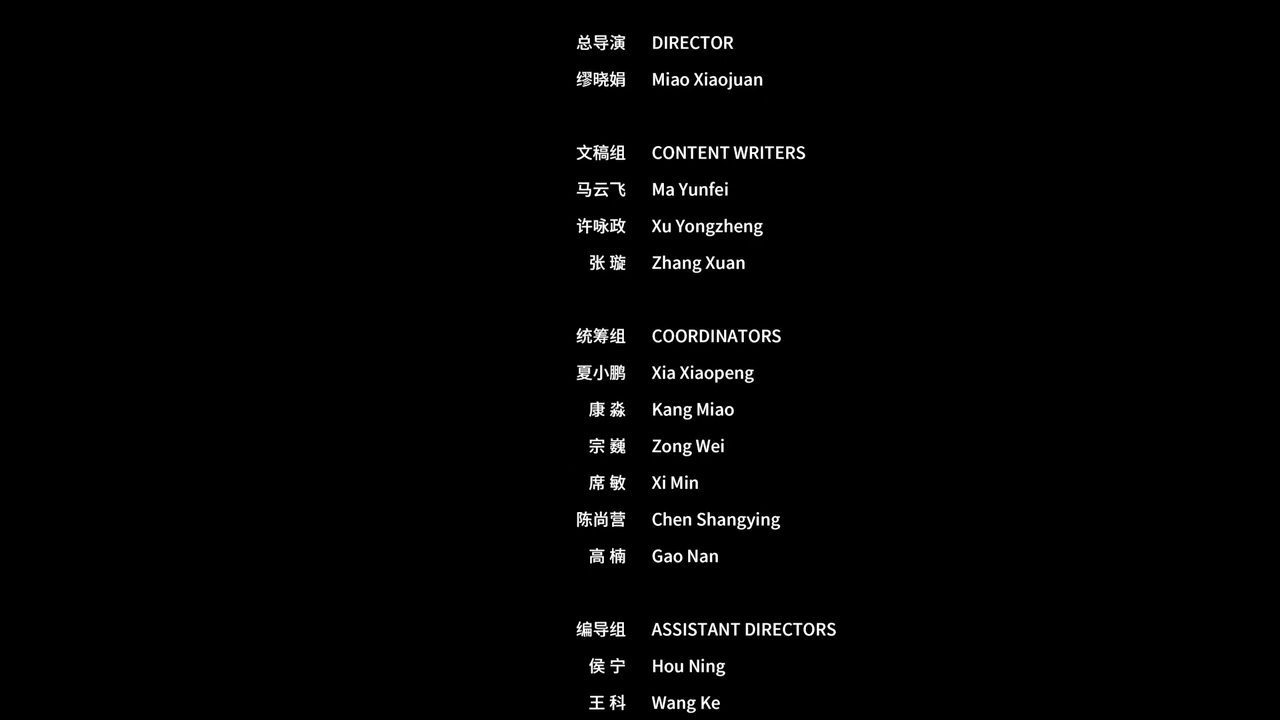 总导演 DIRECTOR
缪晓娟 Miao Xiaojuan
文稿组 CONTENT WRITERS
马云飞 Ma Yunfei
许咏政 Xu Yongzheng
张 璇 Zhang Xuan
统筹组 COORDINATORS
夏小鹏 Xia Xiaopeng
康 淼 Kang Miao
宗 巍 Zong Wei
席 敏 Xi Min
陈尚营 Chen Shangying
高 楠 Gao Nan
编导组 ASSISTANT DIRECTORS
侯 宁 Hou Ning
王 科 Wang Ke